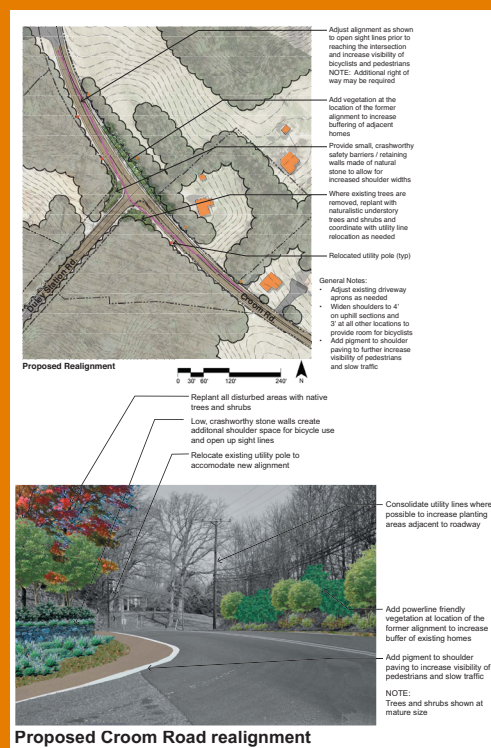 Adjust alignment as shown
to open sight lines prior to
reaching the intersection
and increase visibility of
bicyclists and pedestrians
NOTE: Additional right of
way may be required
Add vegetation at the
location of the former
alignment to increase
buffering of adjacent
homes
Provide small, crashworthy
safety barriers / retaining
walls made of natural
stone to allow for
increased shoulder widths
Where existing trees are
removed, replant with
naturalistic understory
trees and shrubs and
coordinate with utility line
relocation as needed
Relocated utility pole (typ)
General Notes:
• Adjust existing driveway
aprons as needed
• Widen shoulders to 4'
on uphill sections and
3' at all other locations to
provide room for bicyclists
• Add pigment to shoulder
paving to further increase
visibility of pedestrians
and slow traffic
Duley Station Rd.
Croom Rd.
Proposed Realignment
0 30' 60' 120' 240' N
Replant all disturbed areas with native
trees and shrubs
Low, crashworthy stone walls create
additonal shoulder space for bicycle use
and open up sight lines
Relocate existing utility pole to
accomodate new alignment
Consolidate utility lines where
possible to increase planting
areas adjacent to roadway
Add powerline friendly
vegetation at location of the
former alignment to increase
buffer of existing homes
Add pigment to shoulder
paving to increase visibility of
pedestrians and slow traffic
NOTE:
Trees and shrubs shown at
mature size
Proposed Croom Road realignment